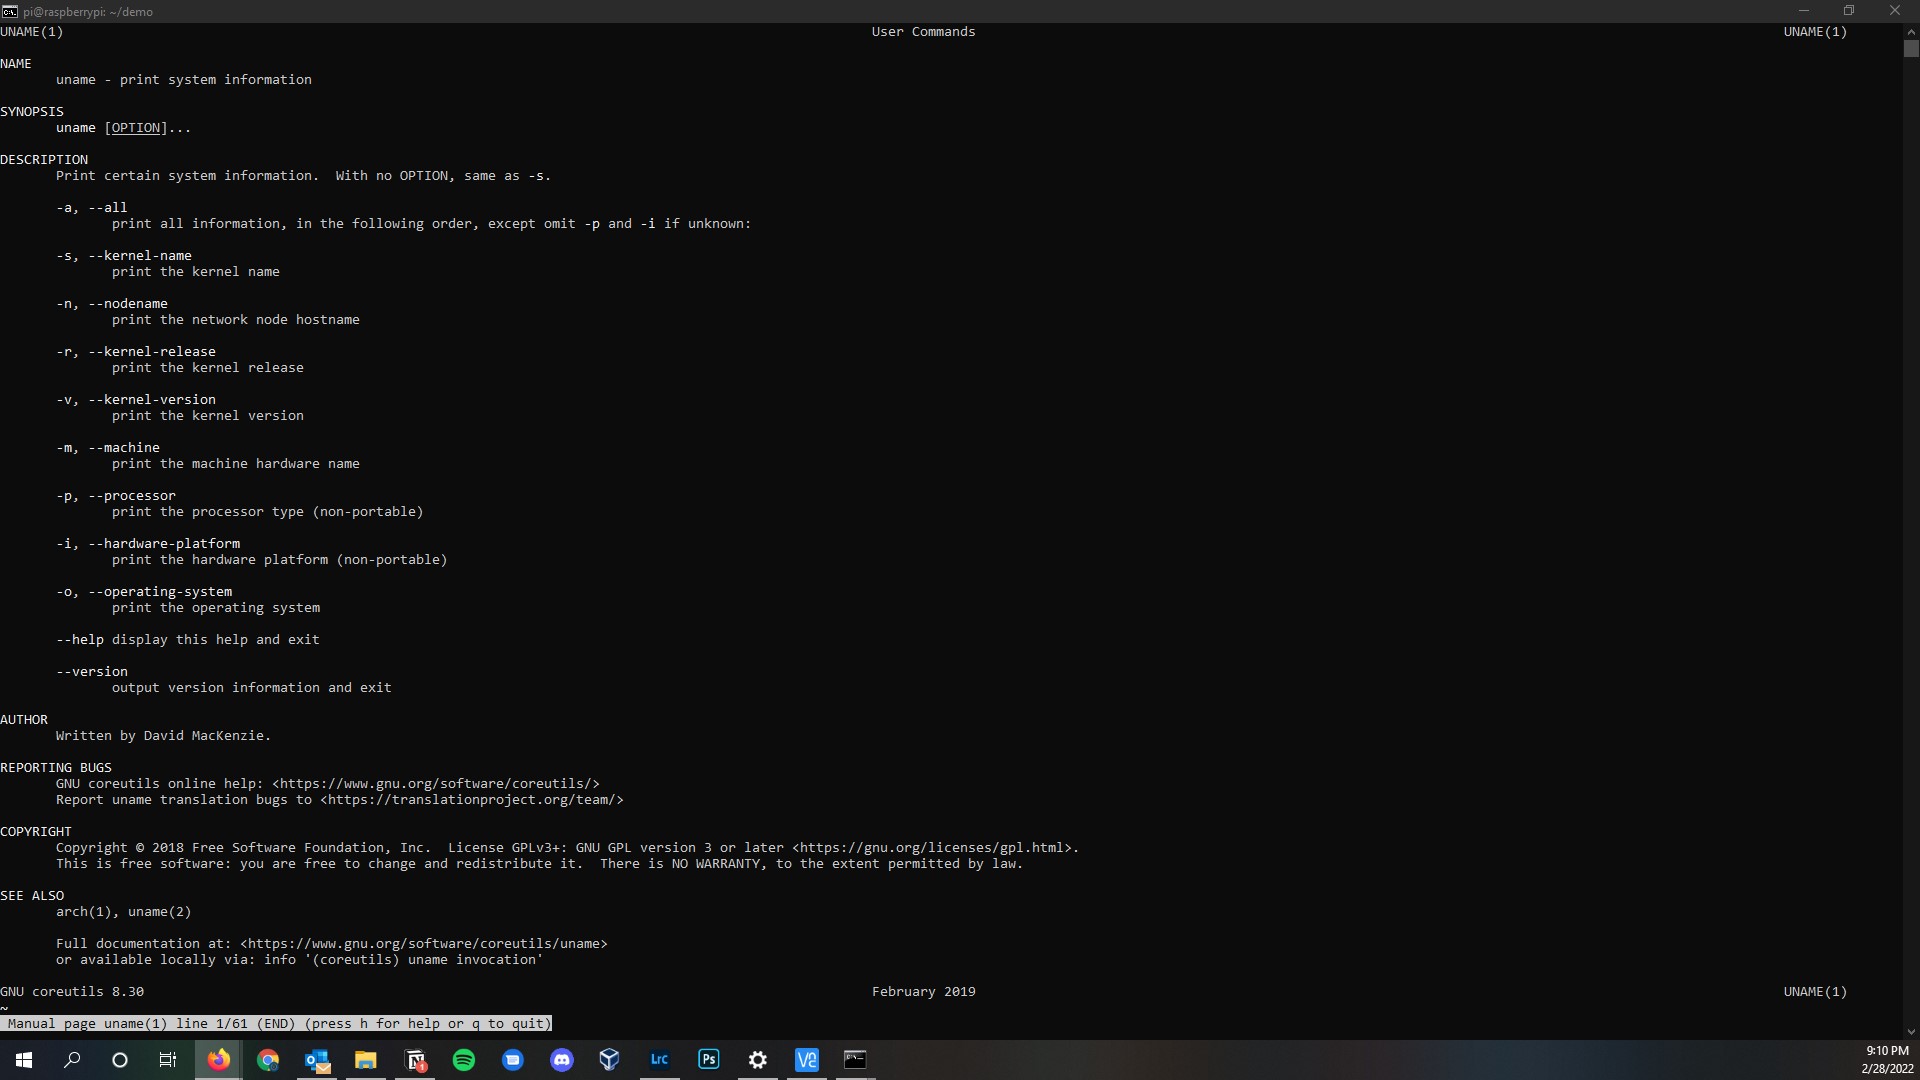 pi@raspberrypi: ~/demo
UNAME(1) User Commands UNAME(1)
NAME
uname - print system information
SYNOPSIS
uname [OPTION]...
DESCRIPTION
Print certain system information.  With no OPTION, same as -s.
-a, --all
print all information, in the following order, except omit -p and -i if unknown:
-s, --kernel-name
print the kernel name
-n, --nodename
print the network node hostname
-r, --kernel-release
print the kernel release
-v, --kernel-version
print the kernel version
-m, --machine
print the machine hardware name
-p, --processor
print the processor type (non-portable)
-i, --hardware-platform
print the hardware platform (non-portable)
-o, --operating-system
print the operating system
--help display this help and exit
--version
output version information and exit
AUTHOR
Written by David MacKenzie.
REPORTING BUGS
GNU coreutils online help: <https://www.gnu.org/software/coreutils/>
Report uname translation bugs to <https://translationproject.org/team/>
COPYRIGHT
Copyright © 2018 Free Software Foundation, Inc.  License GPLv3+: GNU GPL version 3 or later <https://gnu.org/licenses/gpl.html>.
This is free software: you are free to change and redistribute it.  There is NO WARRANTY, to the extent permitted by law.
SEE ALSO
arch(1), uname(2)
Full documentation at: <https://www.gnu.org/software/coreutils/uname>
or available locally via: info '(coreutils) uname invocation'
GNU coreutils 8.30 February 2019 UNAME(1)
~
Manual page uname(1) line 1/61 (END) (press h for help or q to quit)
Lrc Ps
9:10 PM
2/28/2022